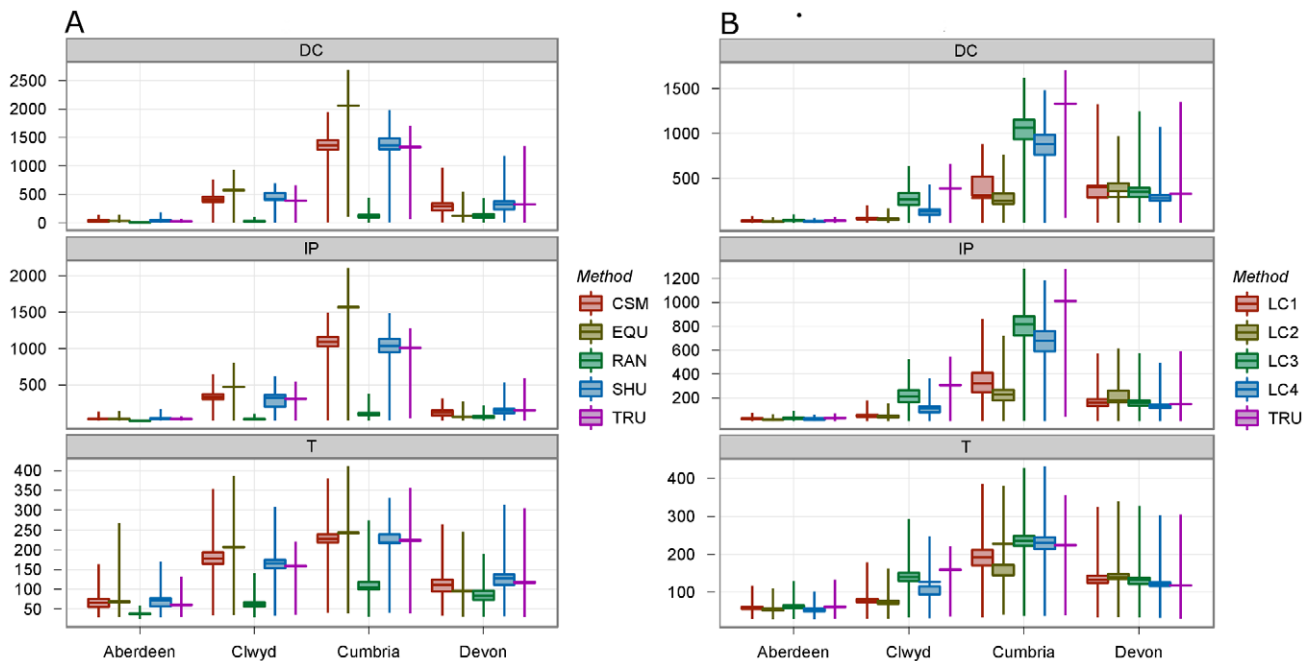 A
DC
2500
2000
1500
1000
500
0
IP
2000
1500
1000
500
T
400
350
300
250
200
150
100
50
Aberdeen Clwyd Cumbria Devon
Method
CSM
EQU
RAN
SHU
TRU
B
DC
1500
1000
500
IP
1200
1000
800
600
400
200
T
400
300
200
100
Aberdeen Clwyd Cumbria Devon
Method
LC1
LC2
LC3
LC4
TRU